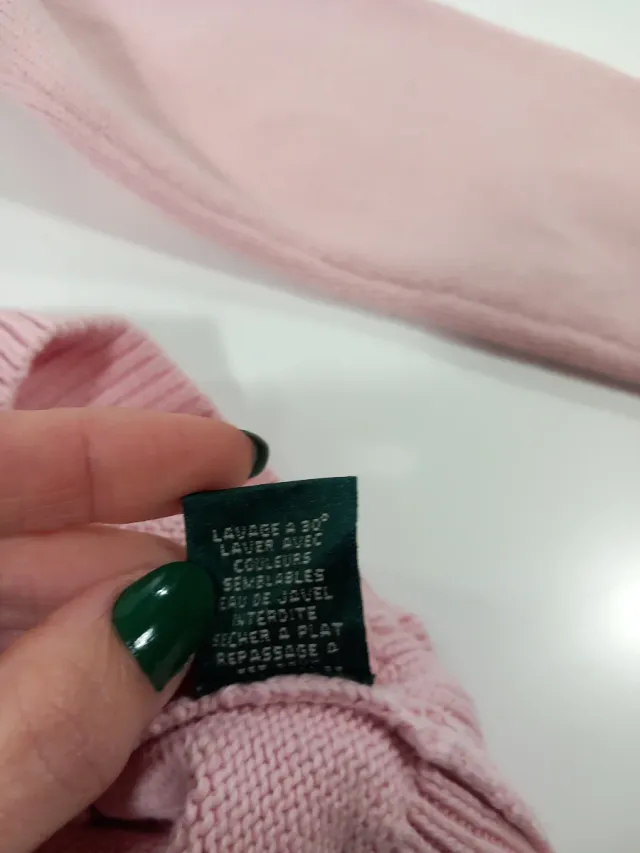 LAVAGE A 30°
LAVER AVEC
COULEURS
SEMBLABLES
EAU DE JAVEL
INTERDITE
SECHER A PLAT
REPASSAGE A